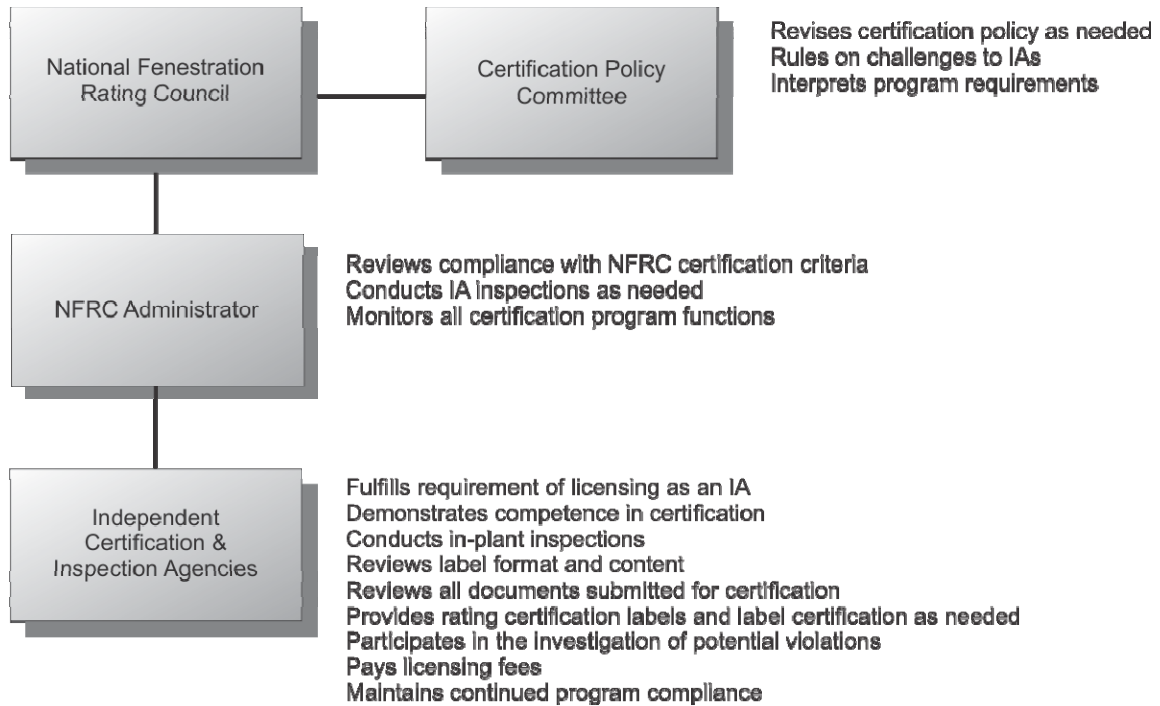 National Fenestration
Rating Council
Certification Policy
Committee
Revises certification policy as needed
Rules on challenges to IAs
Interprets program requirements
NFRC Administrator
Reviews compliance with NFRC certification criteria
Conducts IA inspections as needed
Monitors all certification program functions
Independent
Certification &
Inspection Agencies
Fulfills requirement of licensing as an IA
Demonstrates competence in certification
Conducts in-plant inspections
Reviews label format and content
Reviews all documents submitted for certification
Provides rating certification labels and label certification as needed
Participates in the investigation of potential violations
Pays licensing fees
Maintains continued program compliance